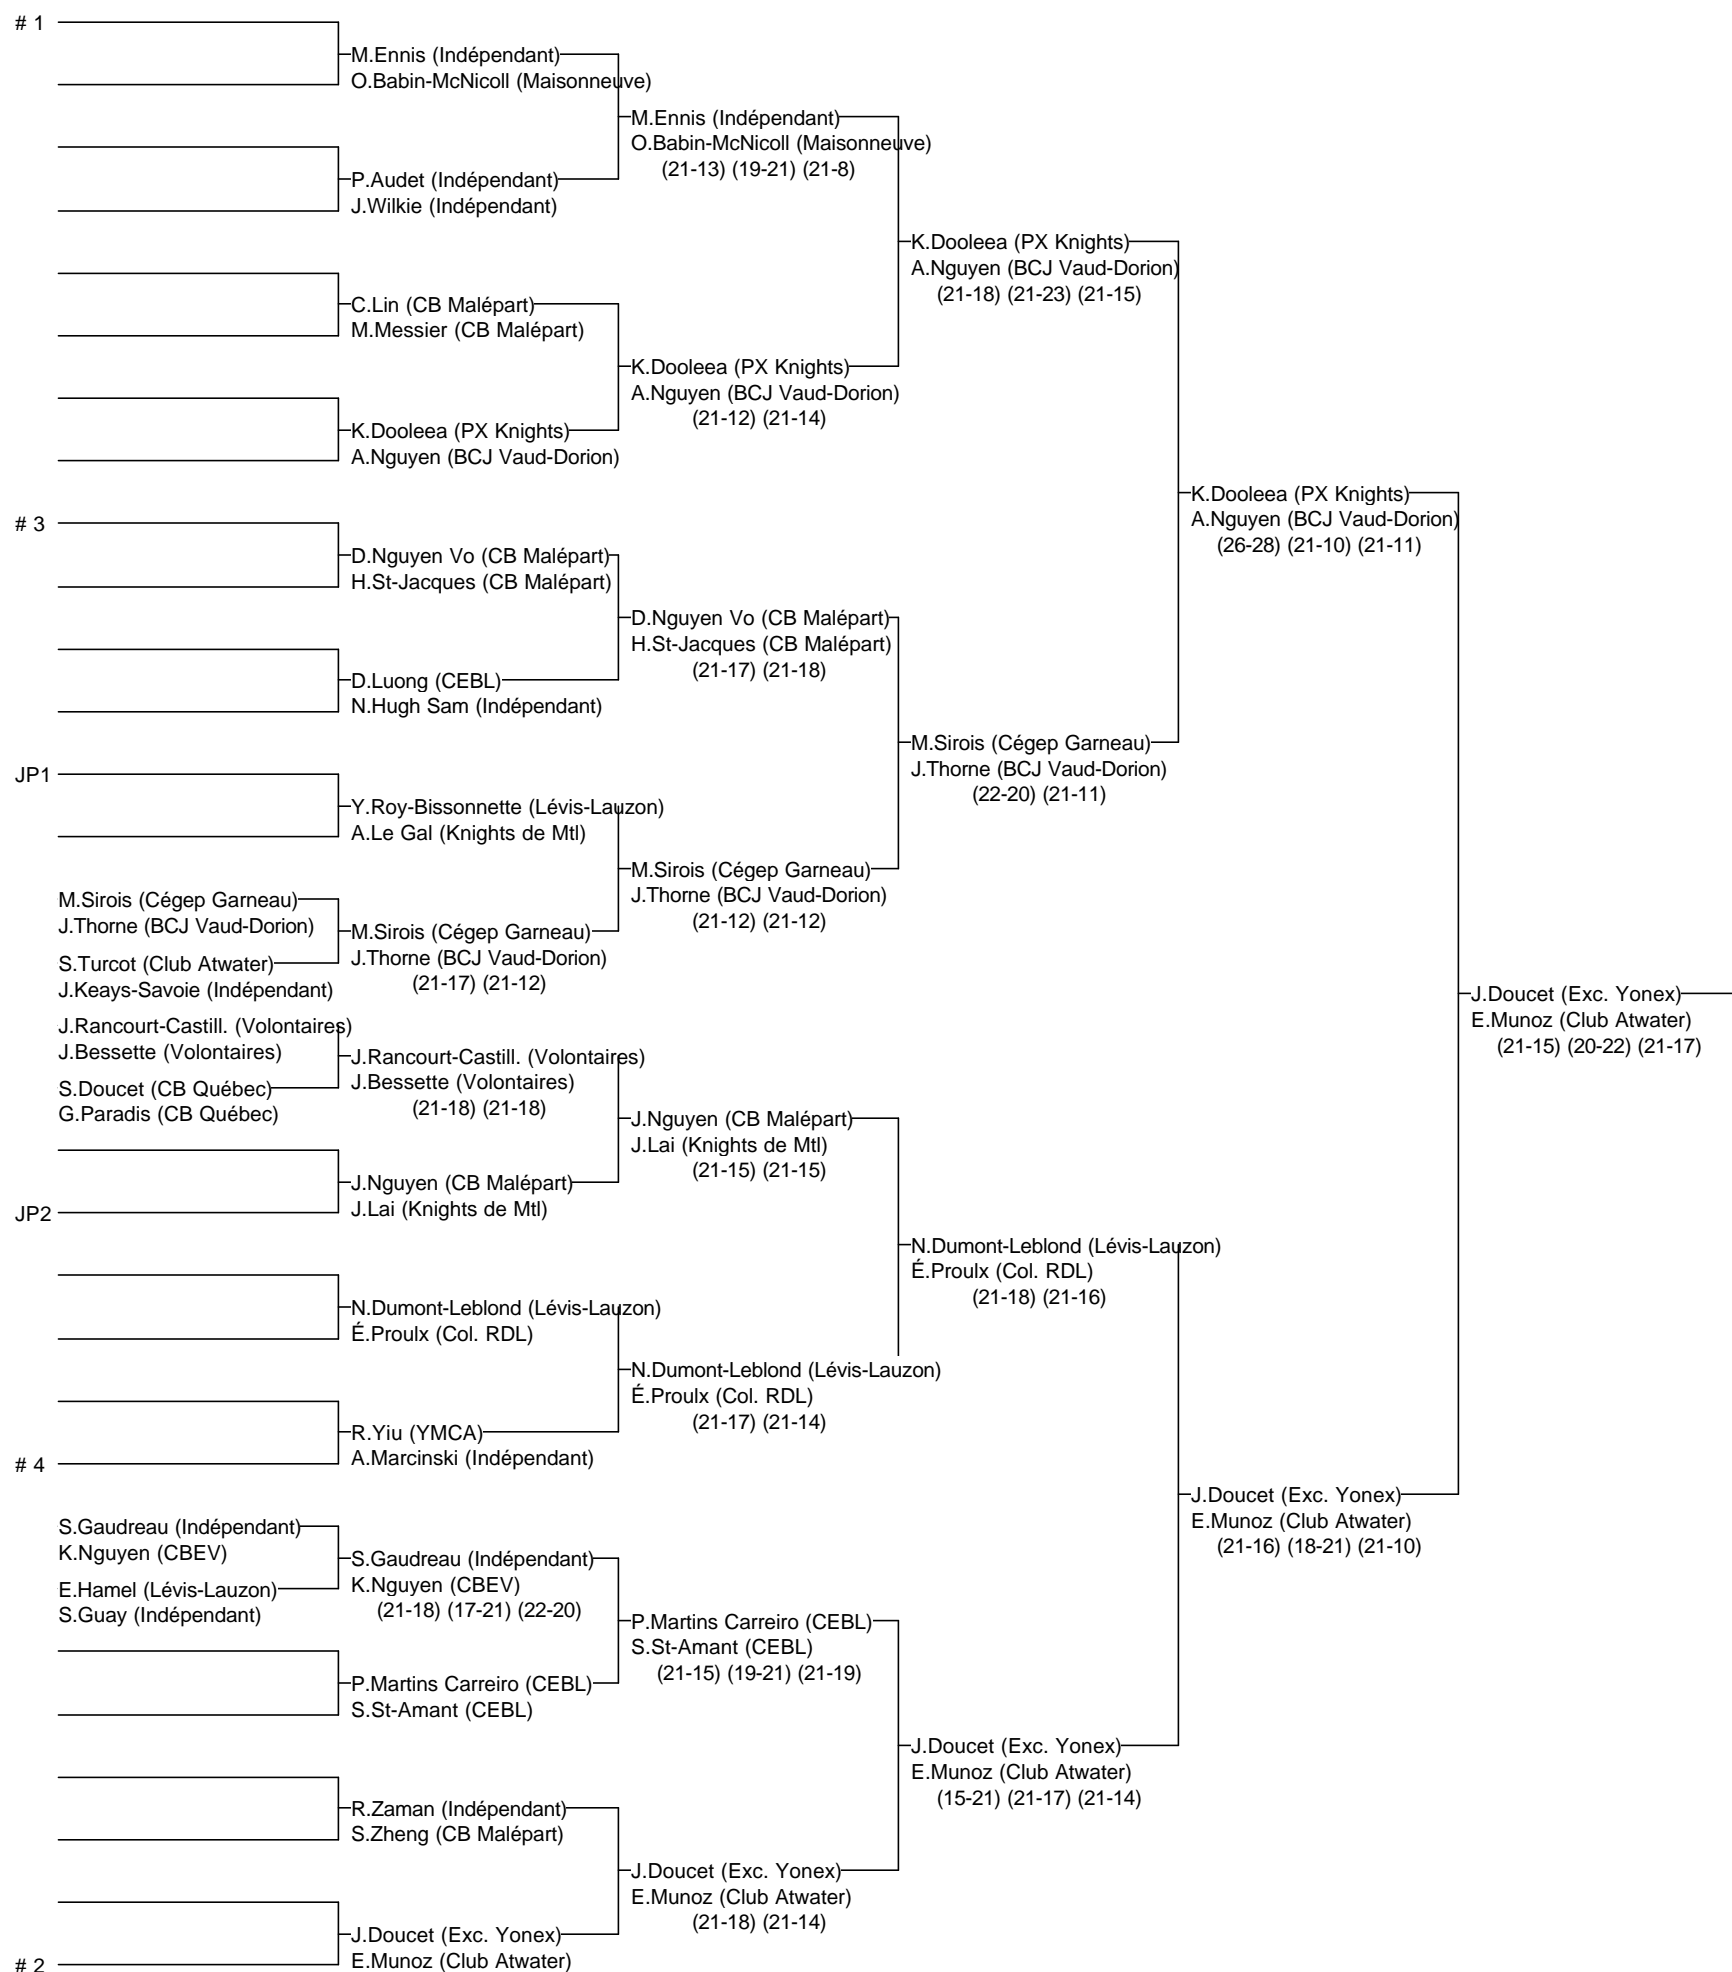 # 1
M.Ennis (Indépendant)
O.Babin-McNicoll (Maisonneuve)
M.Ennis (Indépendant)
O.Babin-McNicoll (Maisonneuve)
(21-13) (19-21) (21-8)
P.Audet (Indépendant)
J.Wilkie (Indépendant)
K.Dooleea (PX Knights)
A.Nguyen (BCJ Vaud-Dorion)
(21-18) (21-23) (21-15)
C.Lin (CB Malépart)
M.Messier (CB Malépart)
K.Dooleea (PX Knights)
A.Nguyen (BCJ Vaud-Dorion)
(21-12) (21-14)
K.Dooleea (PX Knights)
A.Nguyen (BCJ Vaud-Dorion)
K.Dooleea (PX Knights)
A.Nguyen (BCJ Vaud-Dorion)
(26-28) (21-10) (21-11)
# 3
D.Nguyen Vo (CB Malépart)
H.St-Jacques (CB Malépart)
D.Nguyen Vo (CB Malépart)
H.St-Jacques (CB Malépart)
(21-17) (21-18)
D.Luong (CEBL)
N.Hugh Sam (Indépendant)
M.Sirois (Cégep Garneau)
J.Thorne (BCJ Vaud-Dorion)
(22-20) (21-11)
JP1
Y.Roy-Bissonnette (Lévis-Lauzon)
A.Le Gal (Knights de Mtl)
M.Sirois (Cégep Garneau)
J.Thorne (BCJ Vaud-Dorion)
(21-12) (21-12)
M.Sirois (Cégep Garneau)
J.Thorne (BCJ Vaud-Dorion)
M.Sirois (Cégep Garneau)
J.Thorne (BCJ Vaud-Dorion)
(21-17) (21-12)
S.Turcot (Club Atwater)
J.Keays-Savoie (Indépendant)
J.Doucet (Exc. Yonex)
E.Munoz (Club Atwater)
(21-15) (20-22) (21-17)
J.Rancourt-Castill. (Volontaires)
J.Bessette (Volontaires)
J.Rancourt-Castill. (Volontaires)
J.Bessette (Volontaires)
(21-18) (21-18)
S.Doucet (CB Québec)
G.Paradis (CB Québec)
J.Nguyen (CB Malépart)
J.Lai (Knights de Mtl)
(21-15) (21-15)
J.Nguyen (CB Malépart)
J.Lai (Knights de Mtl)
JP2
N.Dumont-Leblond (Lévis-Lauzon)
É.Proulx (Col. RDL)
(21-18) (21-16)
N.Dumont-Leblond (Lévis-Lauzon)
É.Proulx (Col. RDL)
N.Dumont-Leblond (Lévis-Lauzon)
É.Proulx (Col. RDL)
(21-17) (21-14)
R.Yiu (YMCA)
A.Marcinski (Indépendant)
# 4
J.Doucet (Exc. Yonex)
E.Munoz (Club Atwater)
(21-16) (18-21) (21-10)
S.Gaudreau (Indépendant)
K.Nguyen (CBEV)
S.Gaudreau (Indépendant)
K.Nguyen (CBEV)
(21-18) (17-21) (22-20)
E.Hamel (Lévis-Lauzon)
S.Guay (Indépendant)
P.Martins Carreiro (CEBL)
S.St-Amant (CEBL)
(21-15) (19-21) (21-19)
P.Martins Carreiro (CEBL)
S.St-Amant (CEBL)
J.Doucet (Exc. Yonex)
E.Munoz (Club Atwater)
(15-21) (21-17) (21-14)
R.Zaman (Indépendant)
S.Zheng (CB Malépart)
J.Doucet (Exc. Yonex)
E.Munoz (Club Atwater)
(21-18) (21-14)
J.Doucet (Exc. Yonex)
E.Munoz (Club Atwater)
# 2